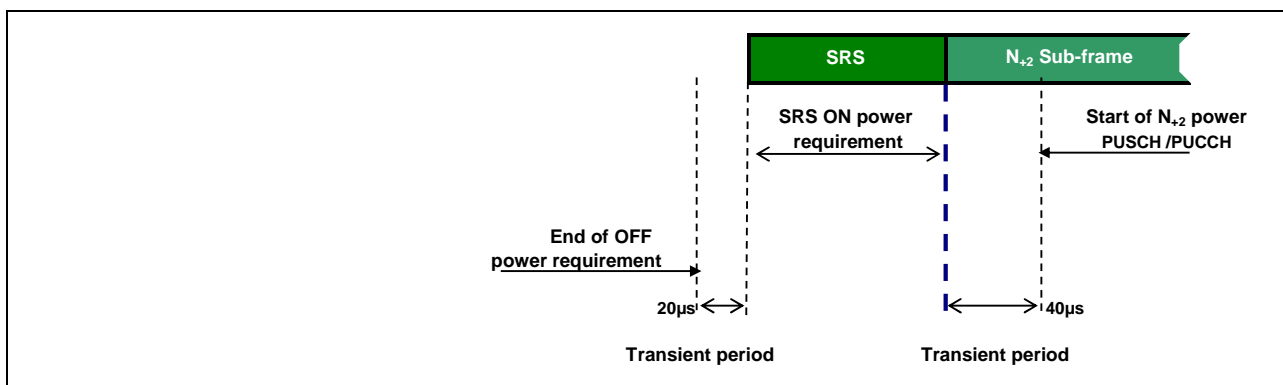 SRS
N+2 Sub-frame
SRS ON power
requirement
Start of N+2 power
PUSCH /PUCCH
End of OFF
power requirement
20µs
40µs
Transient period
Transient period